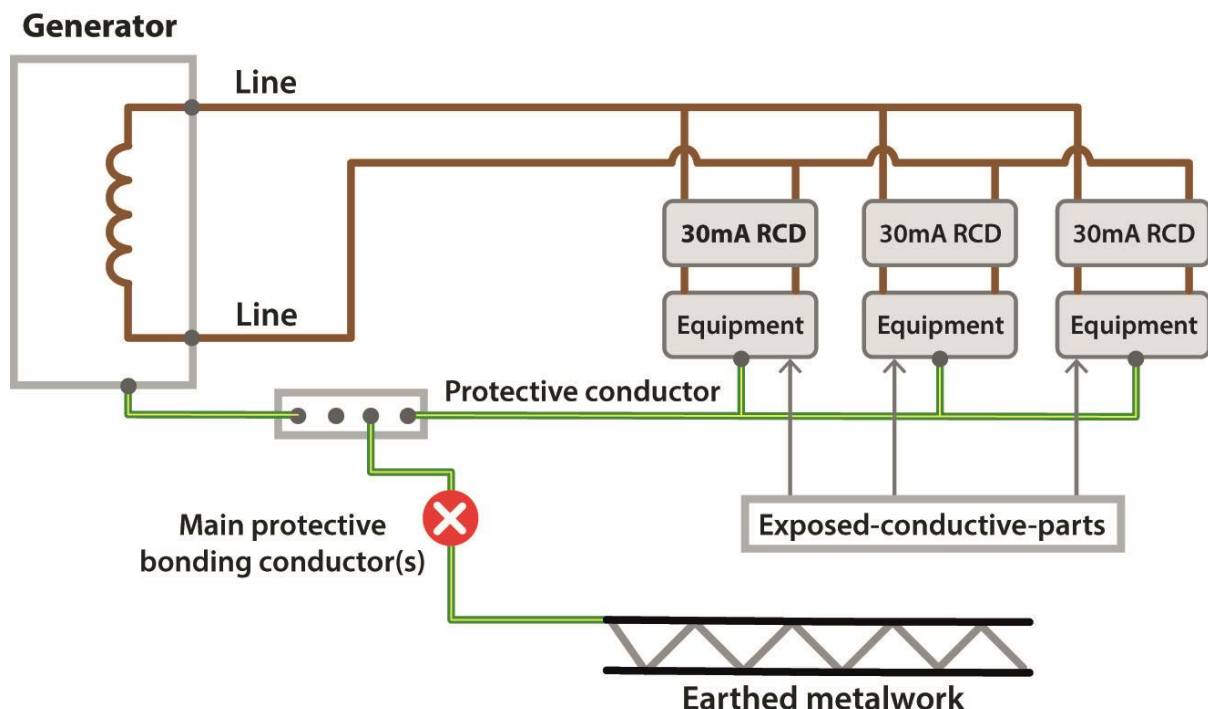 Generator
Line
30mA RCD
30mA RCD
30mA RCD
Equipment
Equipment
Equipment
Line
Protective conductor
Main protective
bonding conductor(s)
Exposed-conductive-parts
Earthed metalwork